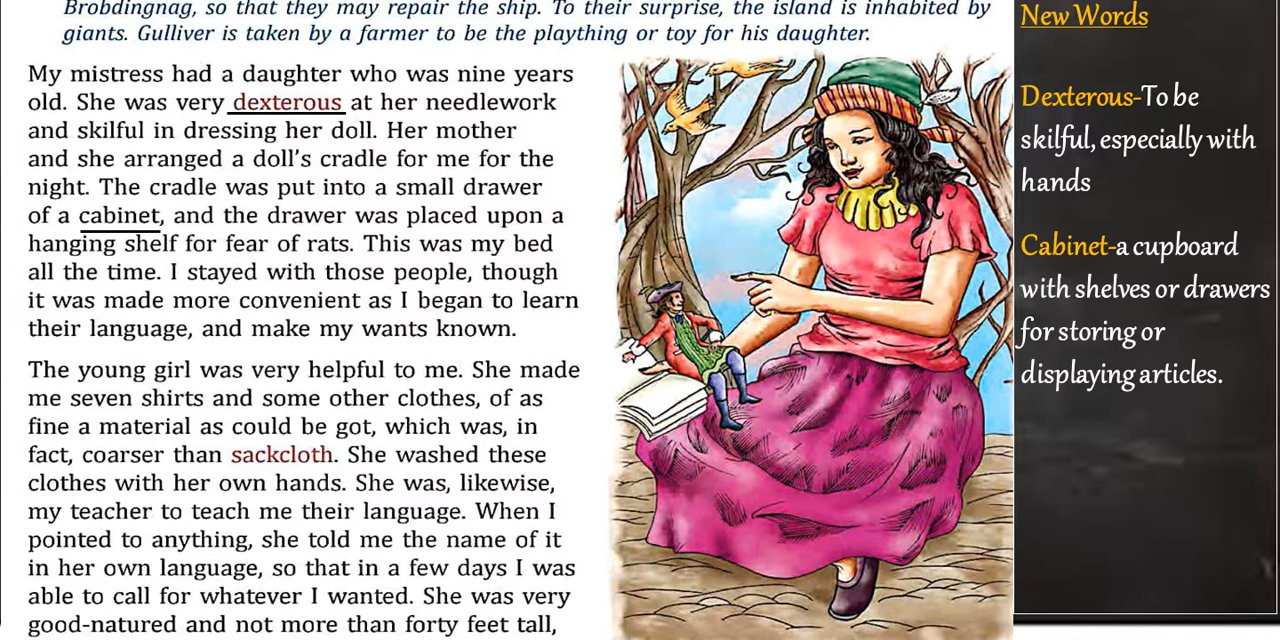 Brobdingnag, so that they may repair the ship. To their surprise, the island is inhabited by
giants. Gulliver is taken by a farmer to be the plaything or toy for his daughter.
My mistress had a daughter who was nine years
old. She was very dexterous at her needlework
and skilful in dressing her doll. Her mother
and she arranged a doll's cradle for me for the
night. The cradle was put into a small drawer
of a cabinet, and the drawer was placed upon a
hanging shelf for fear of rats. This was my bed
all the time. I stayed with those people, though
it was made more convenient as I began to learn
their language, and make my wants known.
The young girl was very helpful to me. She made
me seven shirts and some other clothes, of as
fine a material as could be got, which was, in
fact, coarser than sackcloth. She washed these
clothes with her own hands. She was, likewise,
my teacher to teach me their language. When I
pointed to anything, she told me the name of it
in her own language, so that in a few days I was
able to call for whatever I wanted. She was very
good-natured and not more than forty feet tall,
New Words
Dexterous-To be
skilful, especially with
hands
Cabinet-a cupboard
with shelves or drawers
for storing or
displaying articles.